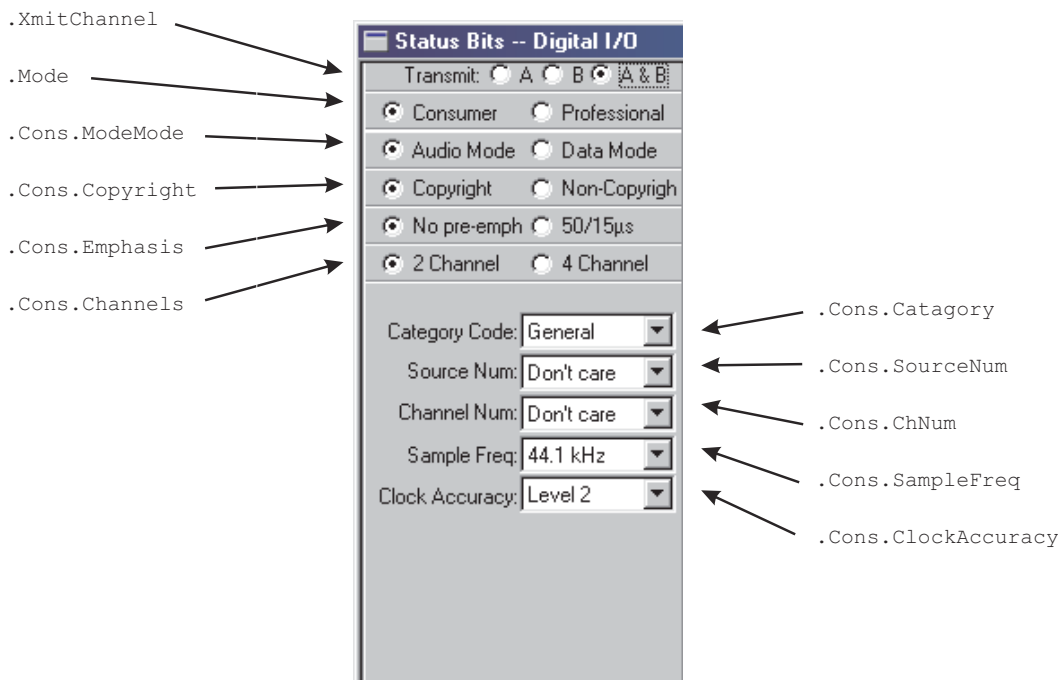 .XmitChannel
.Mode
.Cons.ModeMode
.Cons.Copyright
.Cons.Emphasis
.Cons.Channels
Status Bits -- Digital I/O
Transmit: A B A & B
Consumer Professional
Audio Mode Data Mode
Copyright Non-Copyrigh
No pre-emph 50/15µs
2 Channel 4 Channel
Category Code: General
Source Num: Don't care
Channel Num: Don't care
Sample Freq: 44.1 kHz
Clock Accuracy: Level 2
.Cons.Catagory
.Cons.SourceNum
.Cons.ChNum
.Cons.SampleFreq
.Cons.ClockAccuracy